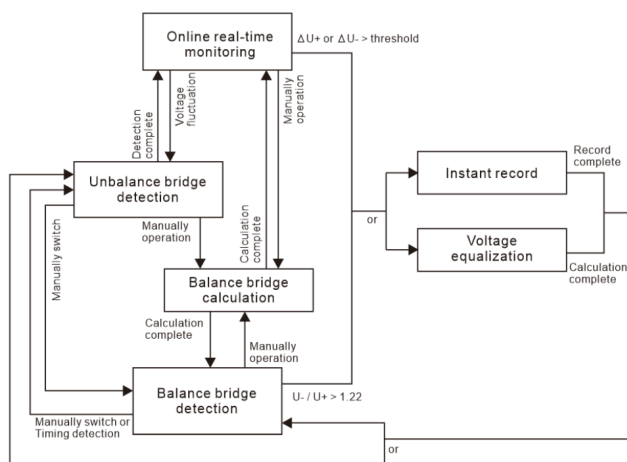 Online real-time
monitoring
ΔU+ or ΔU- > threshold
Detection
complete
Voltage
fluctuation
Manually
operation
Unbalance bridge
detection
Instant record
Record
complete
or
Manually
operation
Calculation
complete
Voltage
equalization
Calculation
complete
Manually switch
Balance bridge
calculation
Calculation
complete
Manually
operation
Balance bridge
detection
U- / U+ > 1.22
Manually switch or
Timing detection
or